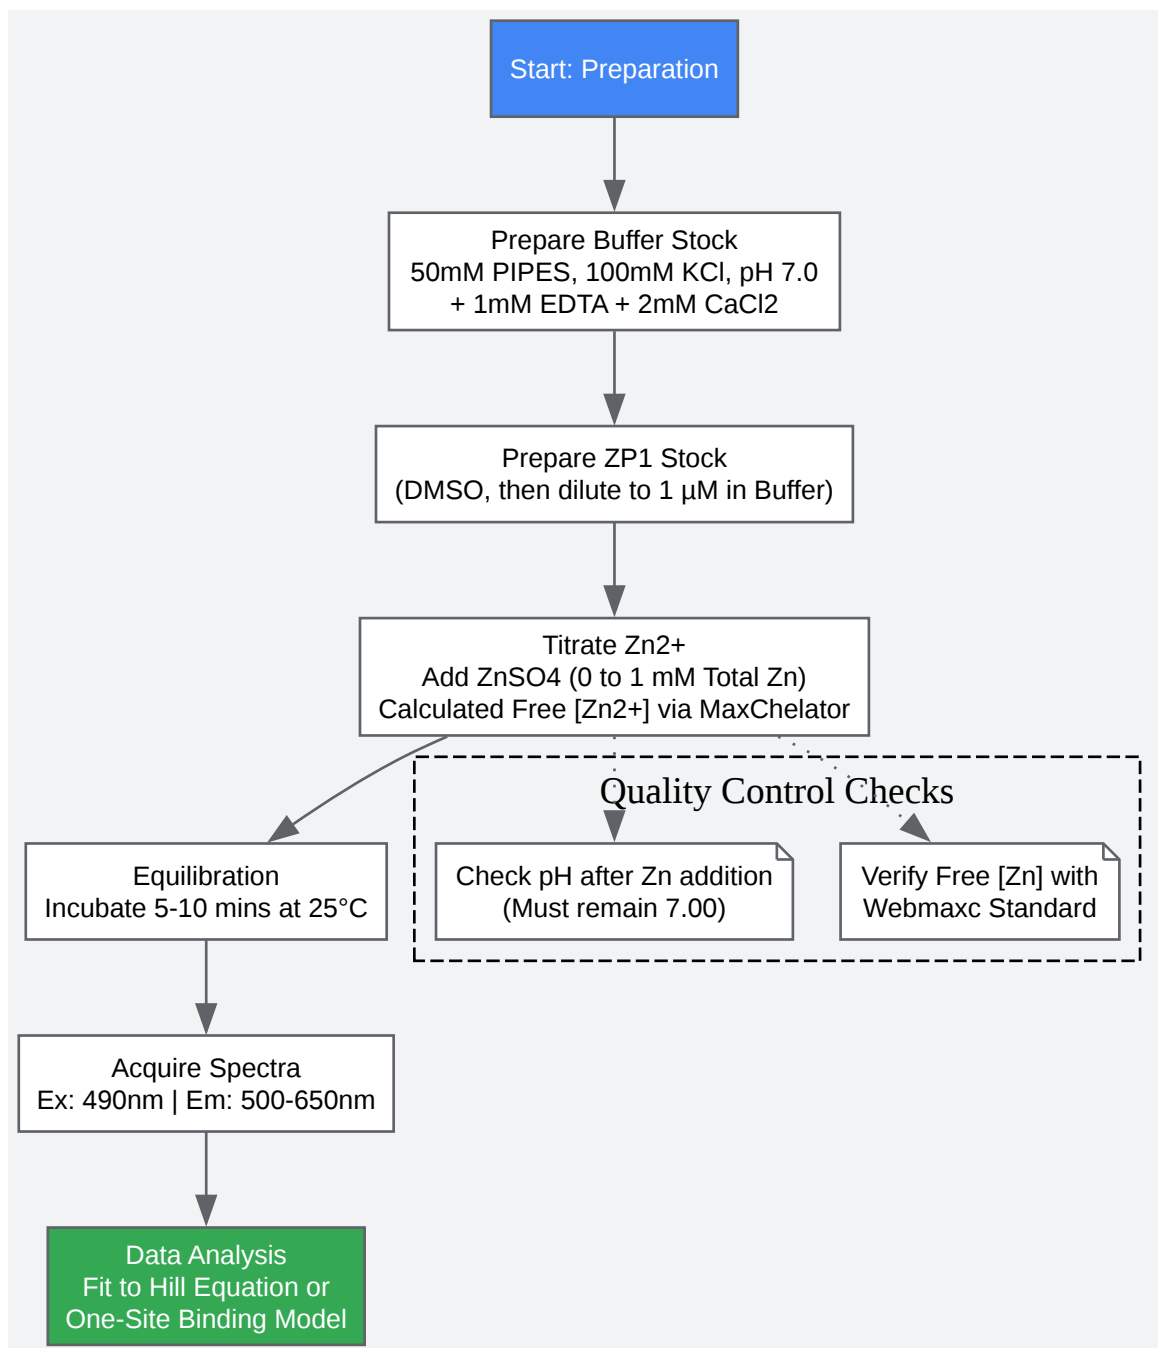 Start: Preparation
Prepare Buffer Stock
50mM PIPES, 100mM KCl, pH 7.0
+ 1mM EDTA + 2mM CaCl2
Prepare ZP1 Stock
(DMSO, then dilute to 1 µM in Buffer)
Titrate Zn2+
Add ZnSO4 (0 to 1 mM Total Zn)
Calculated Free [Zn2+] via MaxChelator
Quality Control Checks
Equilibration
Incubate 5-10 mins at 25°C
Check pH after Zn addition
(Must remain 7.00)
Verify Free [Zn] with
Webmaxc Standard
Acquire Spectra
Ex: 490nm | Em: 500-650nm
Data Analysis
Fit to Hill Equation or
One-Site Binding Model